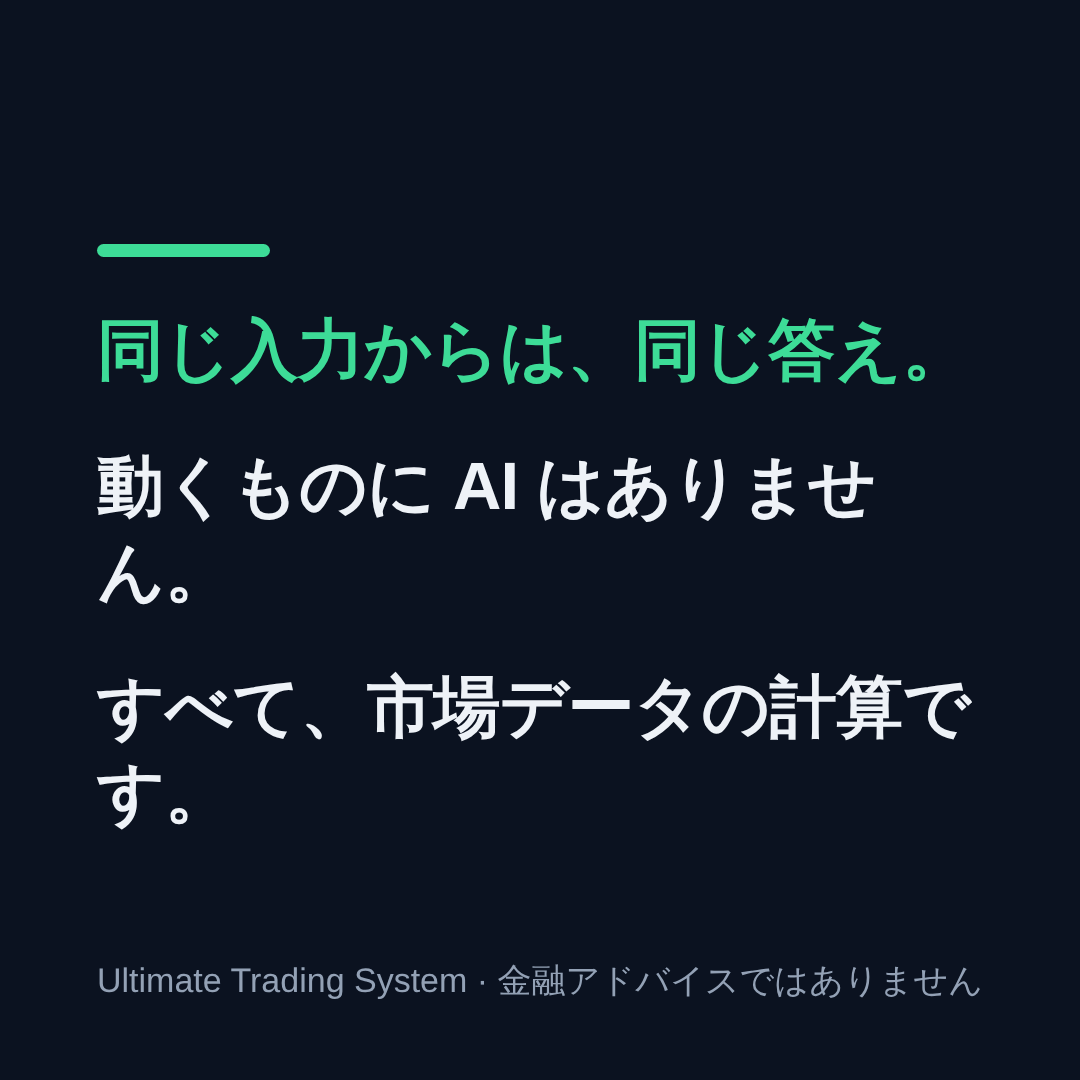 同じ入力からは、同じ答え。
動くものに AI はありませ
ん。
すべて、市場データの計算で
す。
Ultimate Trading System · 金融アドバイスではありません